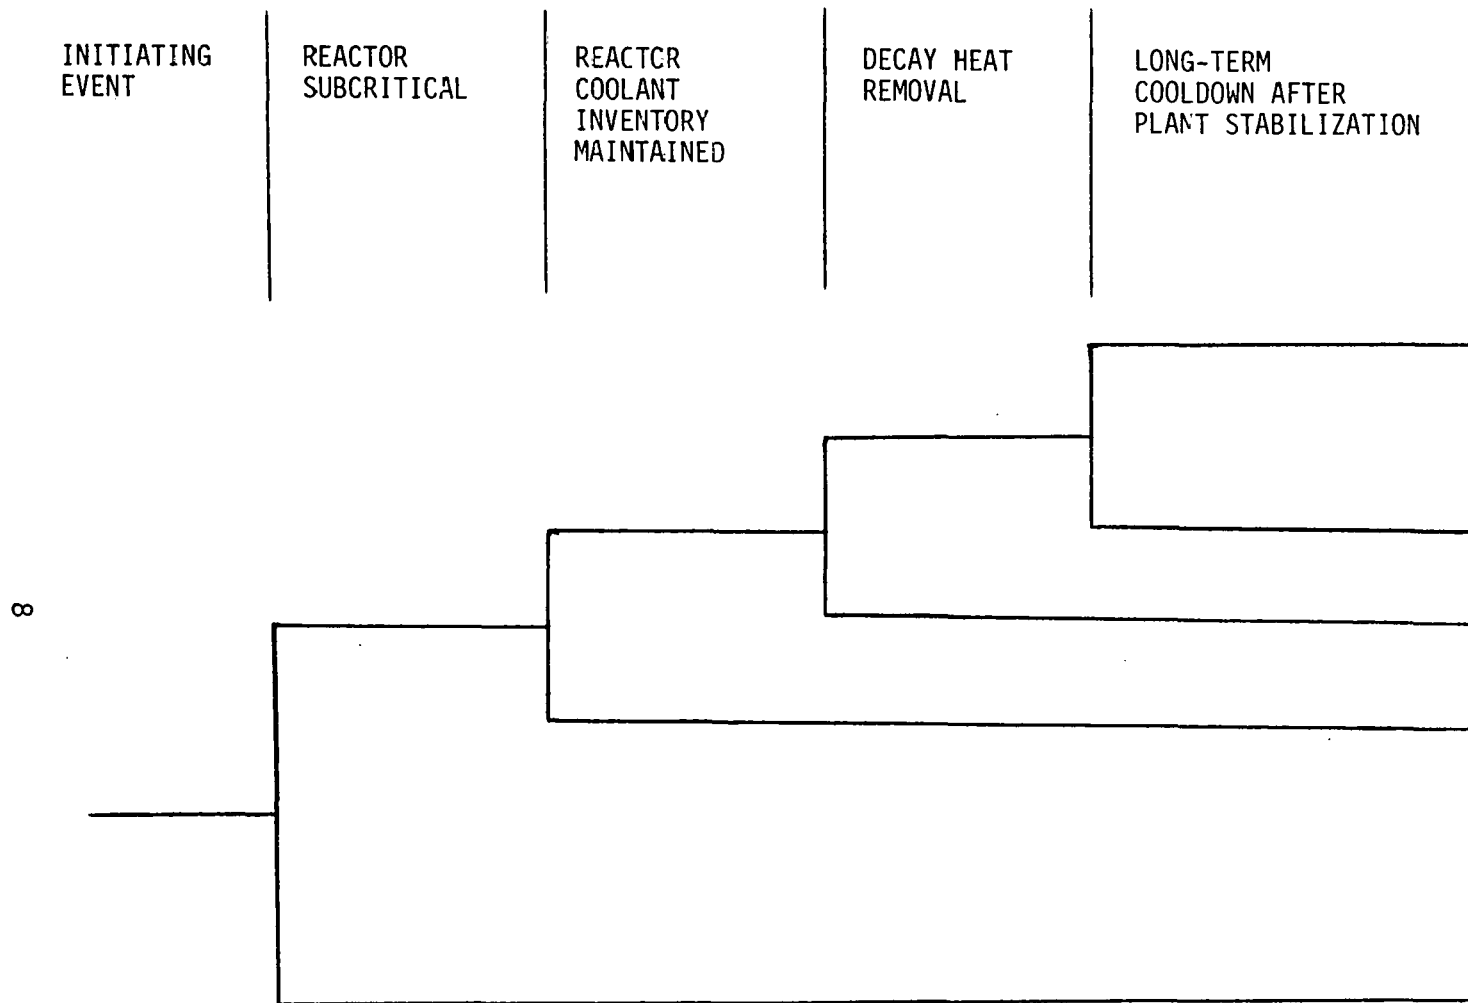 INITIATING
EVENT
REACTOR
SUBCRITICAL
REACTCR
COOLANT
INVENTORY
MAINTAINED
DECAY HEAT
REMOVAL
LONG-TERM
COOLDOWN AFTER
PLANT STABILIZATION
8